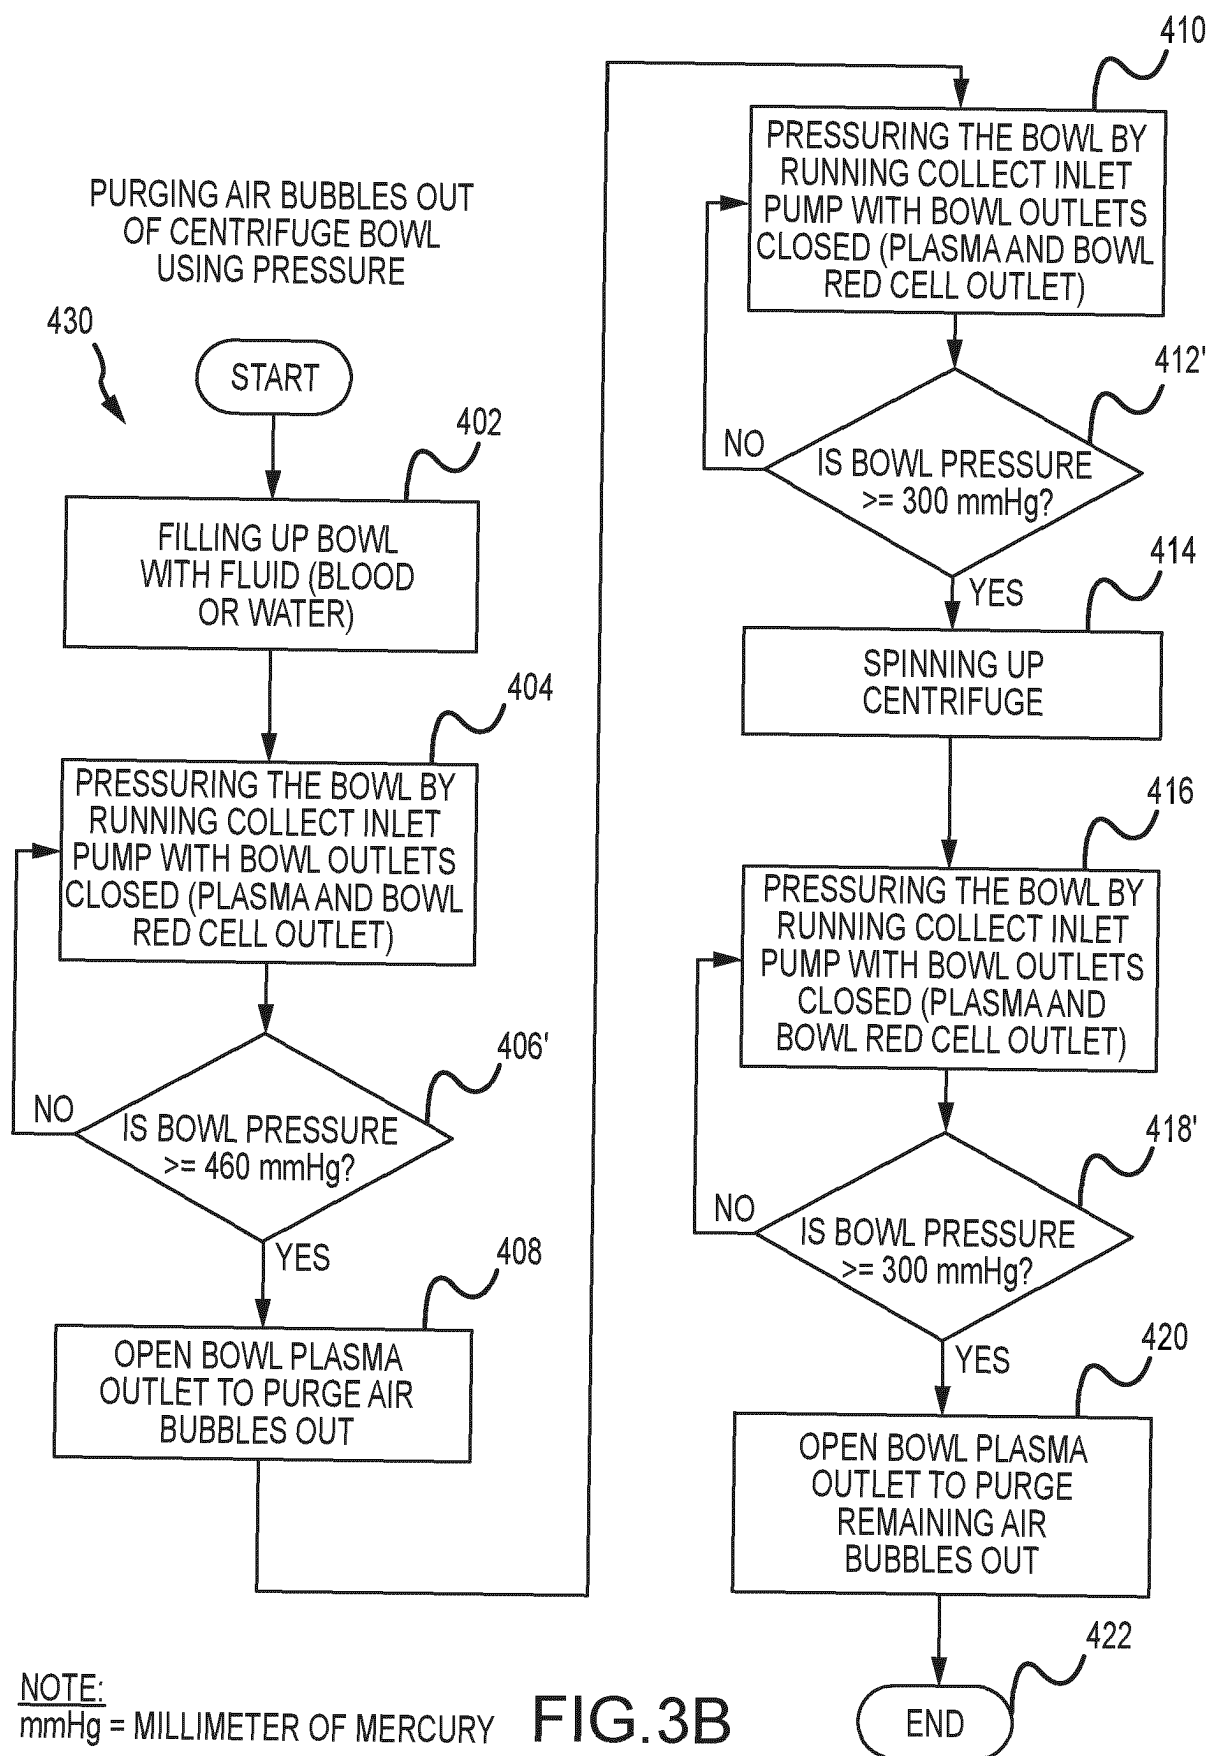 PURGING AIR BUBBLES OUT
OF CENTRIFUGE BOWL
USING PRESSURE
430
START
402
FILLING UP BOWL
WITH FLUID (BLOOD
OR WATER)
404
PRESSURING THE BOWL BY
RUNNING COLLECT INLET
PUMP WITH BOWL OUTLETS
CLOSED (PLASMA AND BOWL
RED CELL OUTLET)
406'
NO
IS BOWL PRESSURE
>= 460 mmHg?
YES
408
OPEN BOWL PLASMA
OUTLET TO PURGE AIR
BUBBLES OUT
410
PRESSURING THE BOWL BY
RUNNING COLLECT INLET
PUMP WITH BOWL OUTLETS
CLOSED (PLASMA AND BOWL
RED CELL OUTLET)
412'
NO
IS BOWL PRESSURE
>= 300 mmHg?
YES
414
SPINNING UP
CENTRIFUGE
416
PRESSURING THE BOWL BY
RUNNING COLLECT INLET
PUMP WITH BOWL OUTLETS
CLOSED (PLASMA AND
BOWL RED CELL OUTLET)
418'
NO
IS BOWL PRESSURE
>= 300 mmHg?
YES
420
OPEN BOWL PLASMA
OUTLET TO PURGE
REMAINING AIR
BUBBLES OUT
422
END
NOTE:
mmHg = MILLIMETER OF MERCURY
FIG.3B